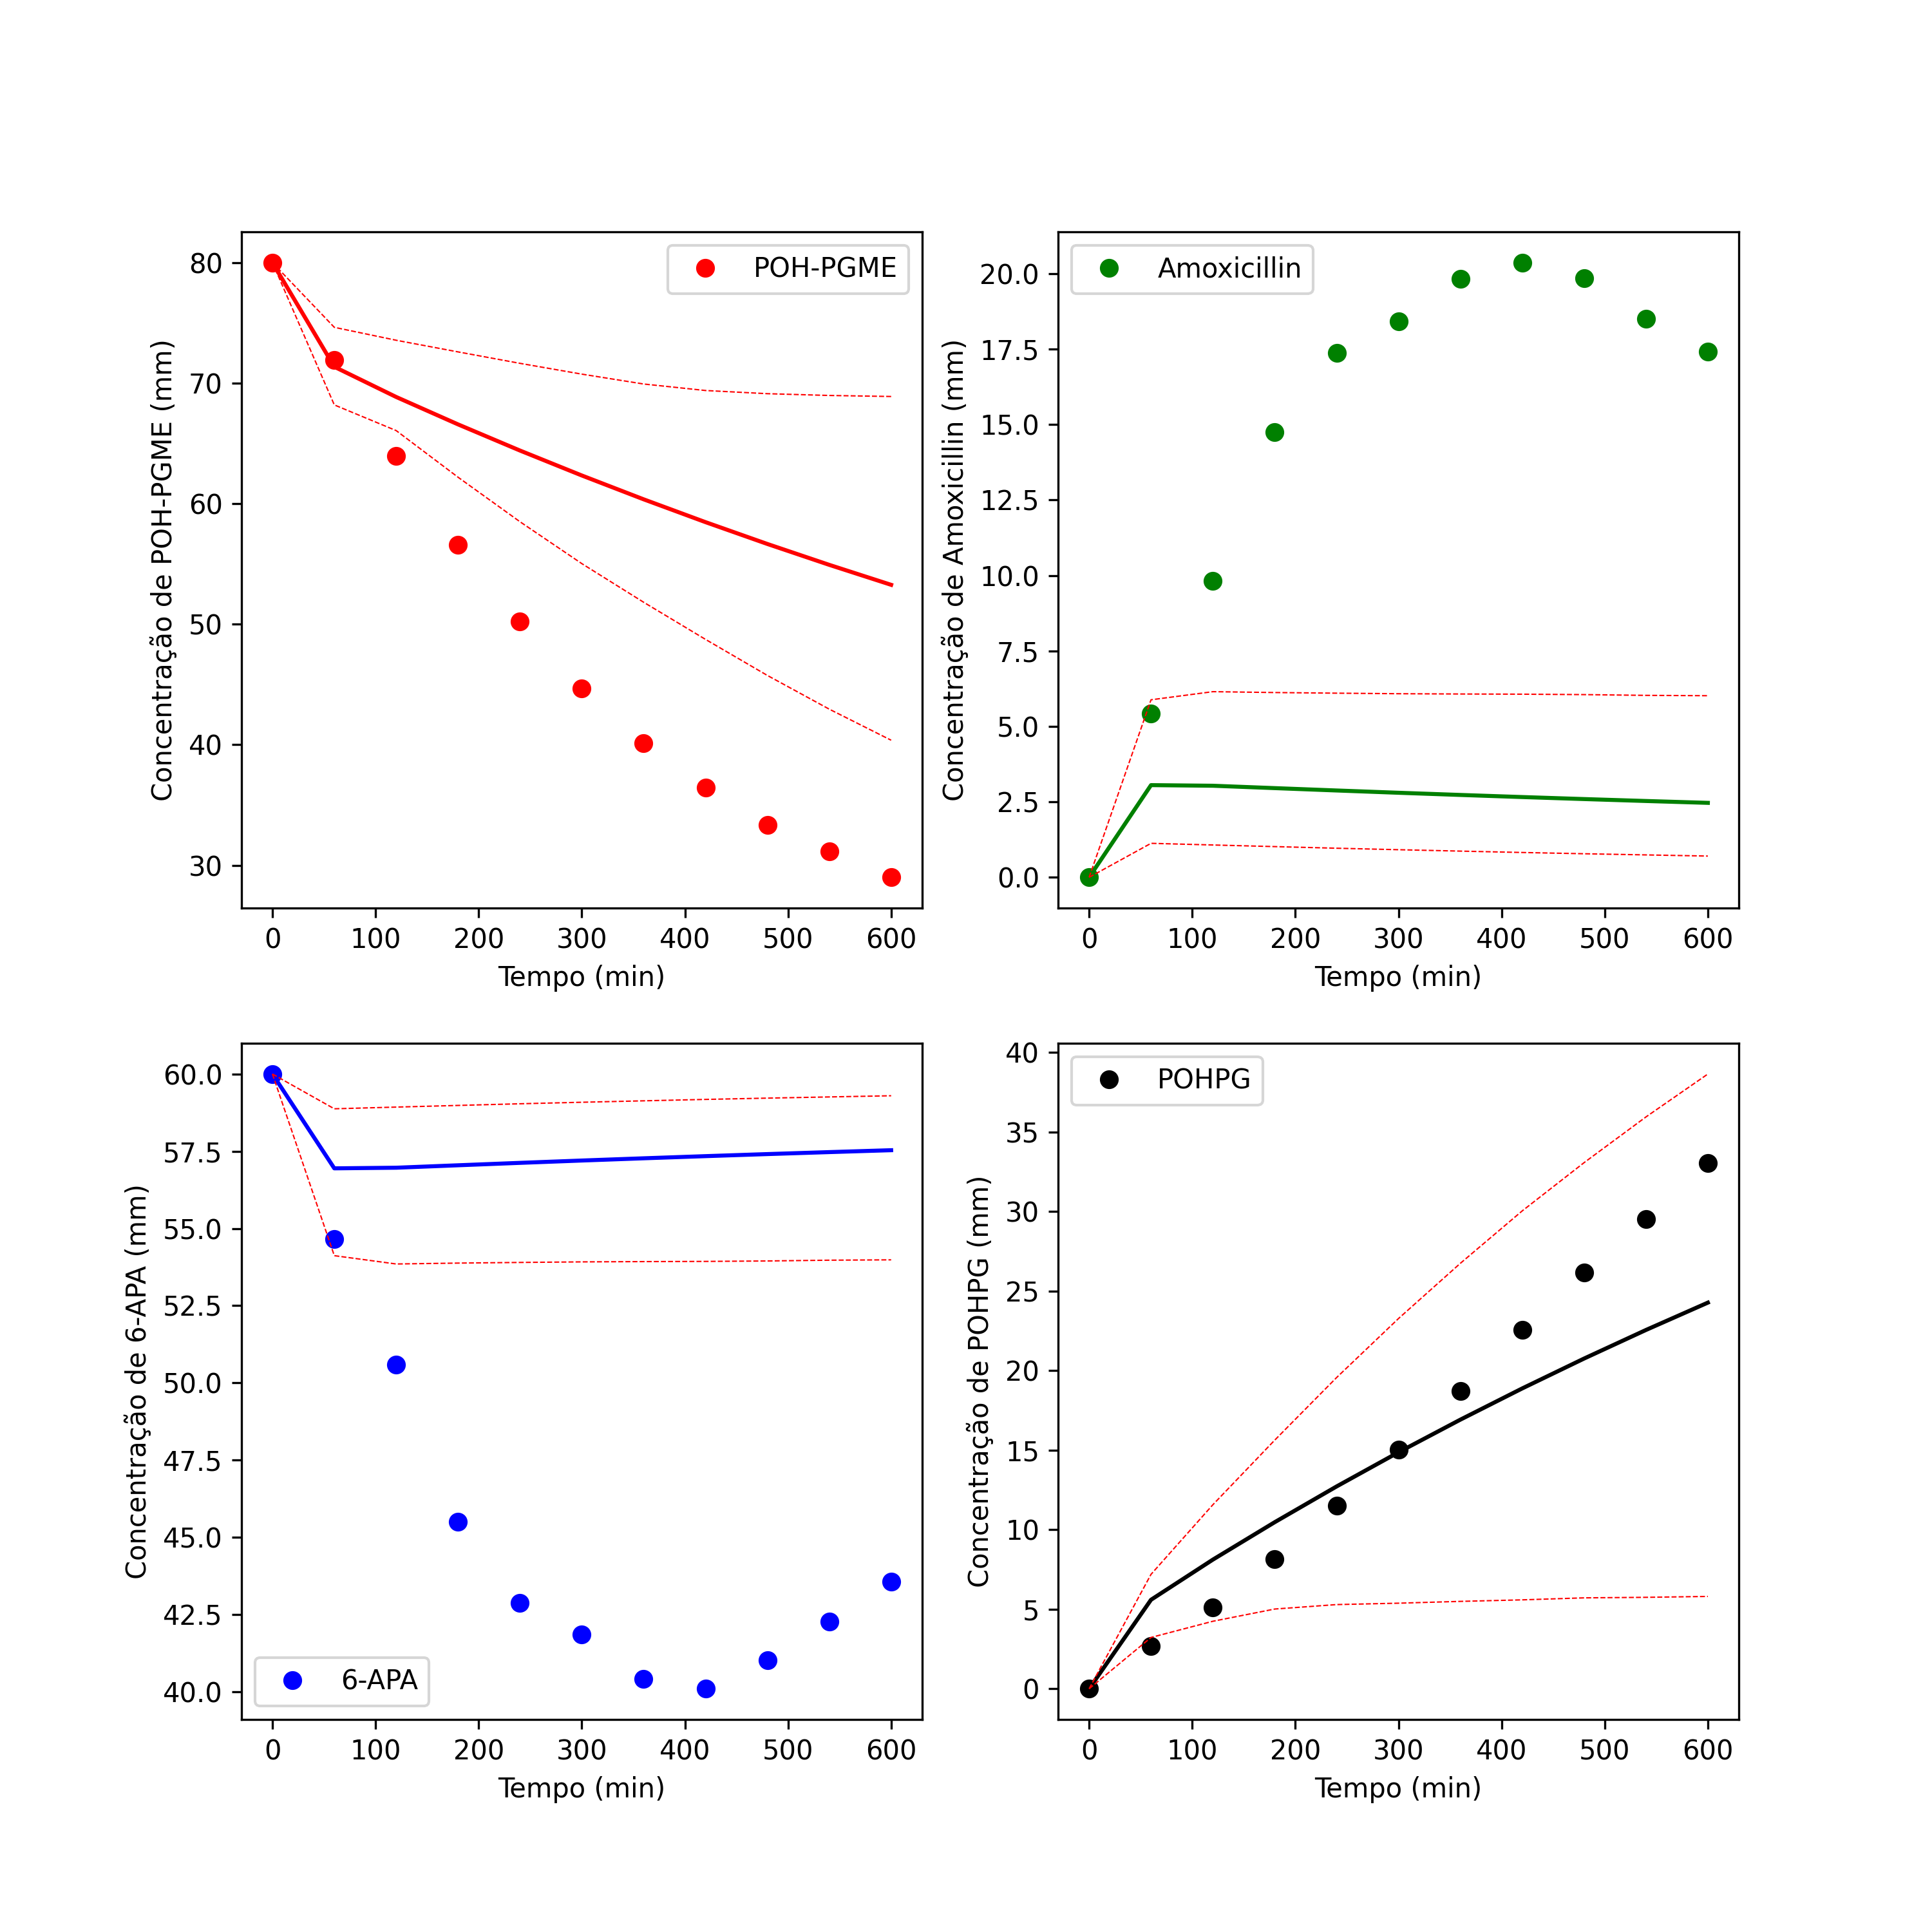 POH-PGME
Concentração de POH-PGME (mm)
80
70
60
50
40
30
0 100 200 300 400 500 600
Tempo (min)
Amoxicillin
Concentração de Amoxicillin (mm)
20.0
17.5
15.0
12.5
10.0
7.5
5.0
2.5
0.0
0 100 200 300 400 500 600
Tempo (min)
6-APA
Concentração de 6-APA (mm)
60.0
57.5
55.0
52.5
50.0
47.5
45.0
42.5
40.0
0 100 200 300 400 500 600
Tempo (min)
POHPG
Concentração de POHPG (mm)
40
35
30
25
20
15
10
5
0
0 100 200 300 400 500 600
Tempo (min)